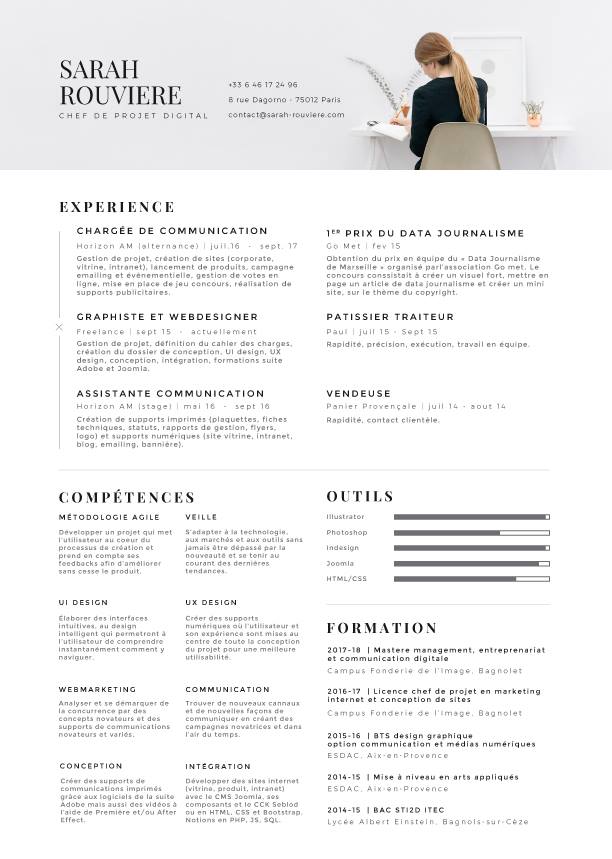 SARAH
ROUVIERE
CHEF DE PROJET DIGITAL
+33 6 46 17 24 96
8 rue Dagorno - 75012 Paris
contact@sarah-rouviere.com
EXPERIENCE
CHARGÉE DE COMMUNICATION
Horizon AM (alternance) | juil.16 - sept. 17
Gestion de projet, création de sites (corporate,
vitrine, intranet), lancement de produits, campagne
emailing et événementielle, gestion de votes en
ligne, mise en place de jeu concours, réalisation de
supports publicitaires.
GRAPHISTE ET WEBDESIGNER
Freelance | sept 15 - actuellement
Gestion de projet, définition du cahier des charges,
création du dossier de conception, UI design, UX
design, conception, intégration, formations suite
Adobe et Joomla.
ASSISTANTE COMMUNICATION
Horizon AM (stage) | mai 16 - sept 16
Création de supports imprimés (plaquettes, fiches
techniques, statuts, rapports de gestion, flyers,
logo) et supports numériques (site vitrine, intranet,
blog, emailing, bannière).
1ER PRIX DU DATA JOURNALISME
Go Met | fev 15
Obtention du prix en équipe du « Data Journalisme
de Marseille » organisé parl'association Go met. Le
concours conssistait à créer un visuel fort, mettre en
page un article de data journalisme et créer un mini
site, sur le thème du copyright.
PATISSIER TRAITEUR
Paul | juil 15 - Sept 15
Rapidité, précision, exécution, travail en équipe.
VENDEUSE
Panier Provençale | juil 14 - aout 14
Rapidité, contact clientèle.
COMPÉTENCES
MÉTODOLOGIE AGILE
Développer un projet qui met
l'utilisateur au coeur du
processus de création et
prend en compte ses
feedbacks afin d'améliorer
sans cesse le produit.
VEILLE
S'adapter à la technologie,
aux marchés et aux outils sans
jamais être dépassé par la
nouveauté et se tenir au
courant des dernières
tendances.
UI DESIGN
Élaborer des interfaces
intuitives, au design
intelligent qui permetront à
l'utilisateur de comprendre
instantanément comment y
naviguer.
UX DESIGN
Créer des supports
numériques où l'utilisateur et
son expérience sont mises au
centre de toute la conception
du projet pour une meilleure
utilisabilité.
WEBMARKETING
Analyser et se démarquer de
la concurrence par des
concepts novateurs et des
supports de communications
novateurs et variés.
COMMUNICATION
Trouver de nouveaux cannaux
et de nouvelles façons de
communiquer en créant des
campagnes novatrices et dans
l'air du temps.
CONCEPTION
Créer des supports de
communications imprimés
grâce aux logiciels de la suite
Adobe mais aussi des vidéos à
l'aide de Première et/ou After
Effect.
INTÉGRATION
Développer des sites internet
(vitrine, produit, intranet)
avec le CMS Joomla, ses
composants et le CCK Seblod
ou en HTML, CSS et Bootstrap.
Notions en PHP, JS, SQL.
OUTILS
Illustrator
Photoshop
Indesign
Joomla
HTML/CSS
FORMATION
2017-18 | Mastere management, entreprenariat
et communication digitale
Campus Fonderie de l'Image, Bagnolet
2016-17 | Licence chef de projet en marketing
internet et conception de sites
Campus Fonderie de l'Image, Bagnolet
2015-16 | BTS design graphique
option communication et médias numériques
ESDAC, Aix-en-Provence
2014-15 | Mise à niveau en arts appliqués
ESDAC, Aix-en-Provence
2014-15 | BAC STI2D ITEC
Lycée Albert Einstein, Bagnols-sur-Cèze